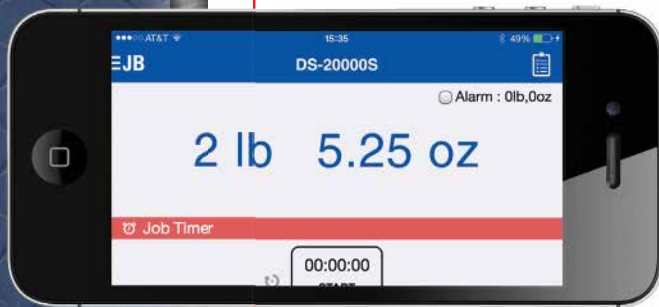 AT&T 15:35 49%
JB DS-20000S
Alarm : 0lb,0oz
2 lb 5.25 oz
Job Timer
00:00:00
START